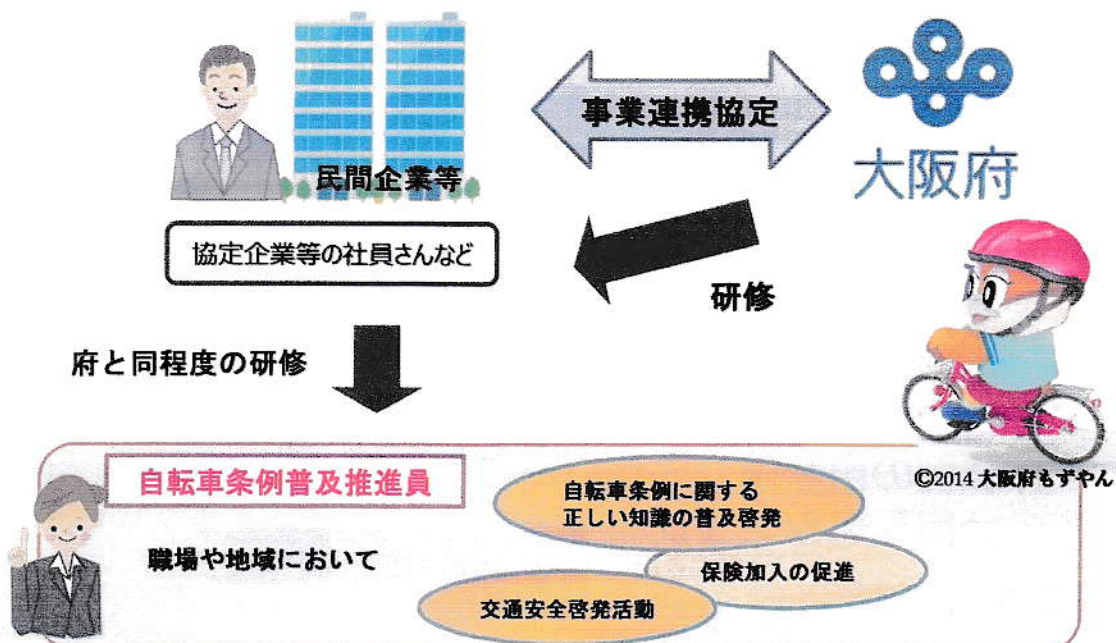 事業連携協定
大阪府
民間企業等
協定企業等の社員さんなど
研修
府と同程度の研修
©2014 大阪府もずやん
自転車条例普及推進員
職場や地域において
自転車条例に関する
正しい知識の普及啓発
保険加入の促進
交通安全啓発活動